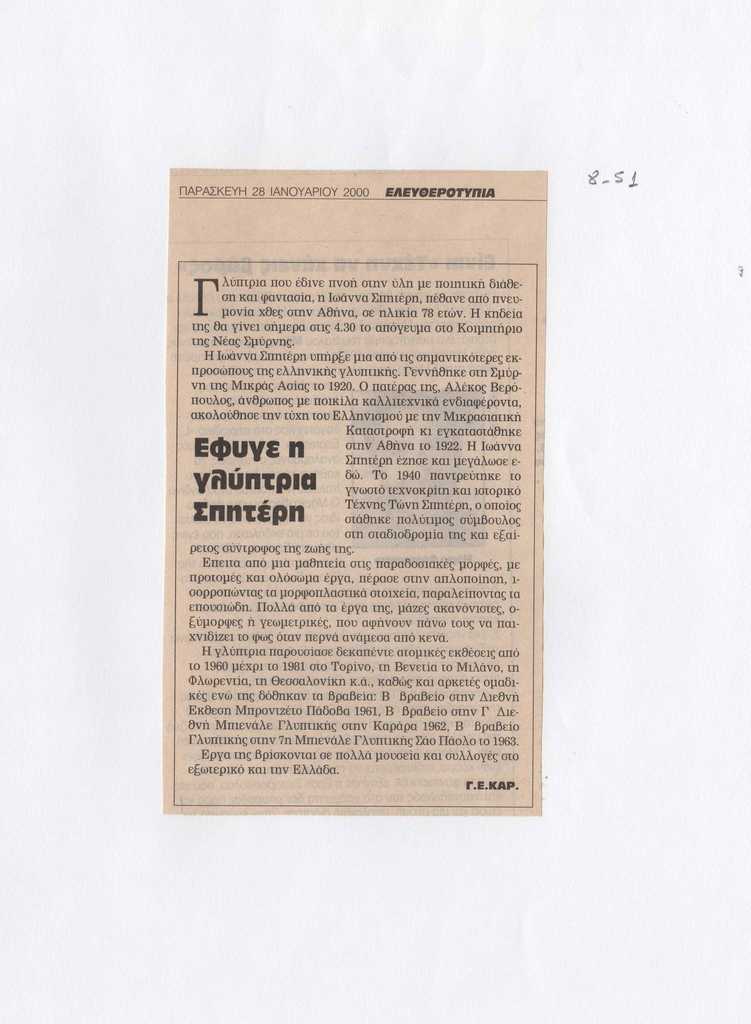 ΠΑΡΑΣΚΕΥΗ 28 ΙΑΝΟΥΑΡΙΟΥ 2000 ΕΛΕΥΘΕΡΟΤΥΠΙΑ
8-51
Γλύπτρια που έδινε πνοή στην ύλη με ποιητική διάθε-
ση και φαντασία, η Ιωάννα Σπητέρη, πέθανε από πνευ-
μονία χθες στην Αθήνα, σε ηλικία 78 ετών. Η κηδεία
της θα γίνει σήμερα στις 4.30 το απόγευμα στο Κοιμητήριο
της Νέας Σμύρνης.
Η Ιωάννα Σπητέρη υπήρξε μια από τις σημαντικότερες εκ-
προσώπους της ελληνικής γλυπτικής. Γεννήθηκε στη Σμύρ-
νη της Μικράς Ασίας το 1920. Ο πατέρας της, Αλέκος Βερό-
πουλος, άνθρωπος με ποικίλα καλλιτεχνικά ενδιαφέροντα,
ακολούθησε την τύχη του Ελληνισμού με την Μικρασιατική
Καταστροφή κι εγκαταστάθηκε
στην Αθήνα το 1922. Η Ιωάννα
Σπητέρη έζησε και μεγάλωσε ε-
δώ. Το 1940 παντρεύτηκε το
γνωστό τεχνοκρίτη και ιστορικό
Τέχνης Τώνη Σπητέρη, ο οποίος
στάθηκε πολύτιμος σύμβουλος
στη σταδιοδρομία της και εξαί-
ρετος σύντροφος της ζωής της.
Εφυγε η
γλύπτρια
Σπητέρη
Επειτα από μια μαθητεία στις παραδοσιακές μορφές, με
προτομές και ολόσωμα έργα, πέρασε στην απλοποίηση, ι-
σορροπώντας τα μορφοπλαστικά στοιχεία, παραλείποντας τα
επουσιώδη. Πολλά από τα έργα της, μάζες ακανόνιστες, ο-
ξύμορφες ή γεωμετρικές, που αφήνουν πάνω τους να παι-
χνιδίζει το φως όταν περνά ανάμεσα από κενά.
Η γλύπτρια παρουσίασε δεκαπέντε ατομικές εκθέσεις από
το 1960 μέχρι το 1981 στο Τορίνο, τη Βενετία το Μιλάνο, τη
Φλωρεντία, τη Θεσσαλονίκη κ.ά., καθώς και αρκετές ομαδι-
κές ενώ της δόθηκαν τα βραβεία: Β βραβείο στην Διεθνή
Εκθεση Μπροντζέτο Πάδοβα 1961, Β βραβείο στην Γ Διε-
θνή Μπιενάλε Γλυπτικής στην Καράρα 1962, Β βραβείο
Γλυπτικής στην 7η Μπιενάλε Γλυπτικής Σάο Πάολο το 1963.
Εργα της βρίσκονται σε πολλά μουσεία και συλλογές στο
εξωτερικό και την Ελλάδα.
Γ.Ε.ΚΑΡ.